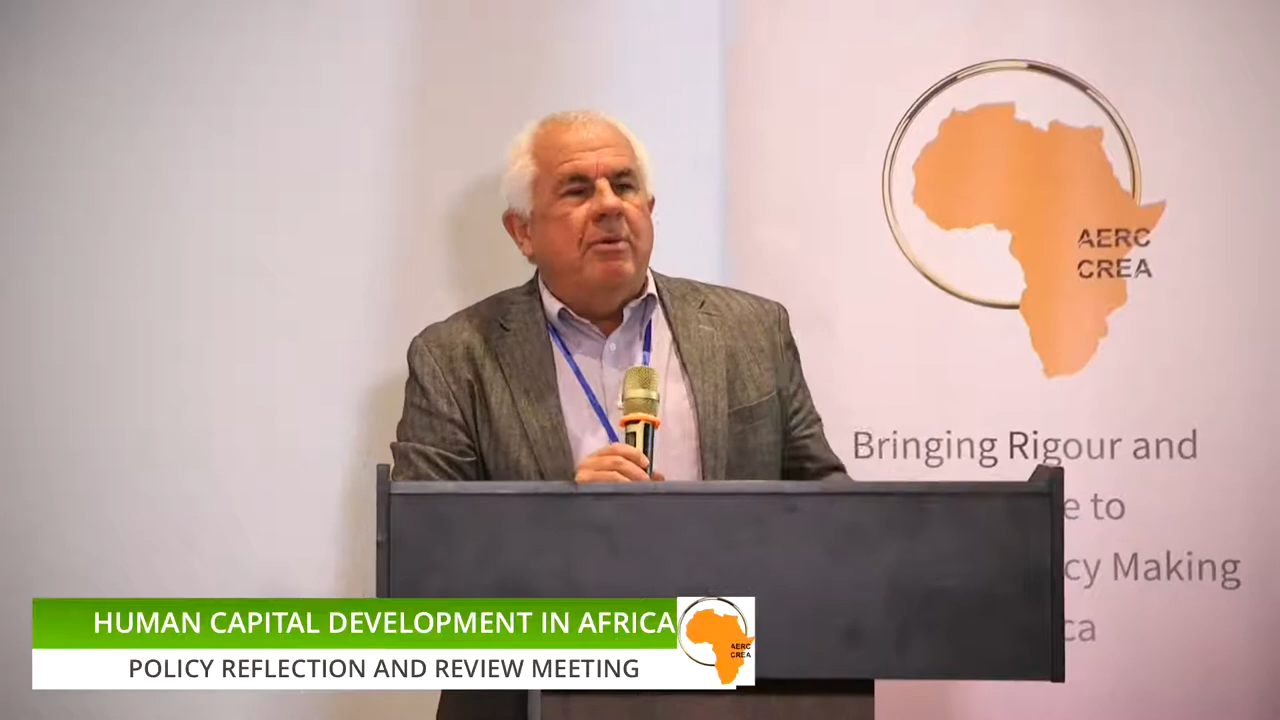 AERC
CREA
Bringing Rigour and
e to
cy Making
ca
HUMAN CAPITAL DEVELOPMENT IN AFRICA
POLICY REFLECTION AND REVIEW MEETING
AERC
CREA